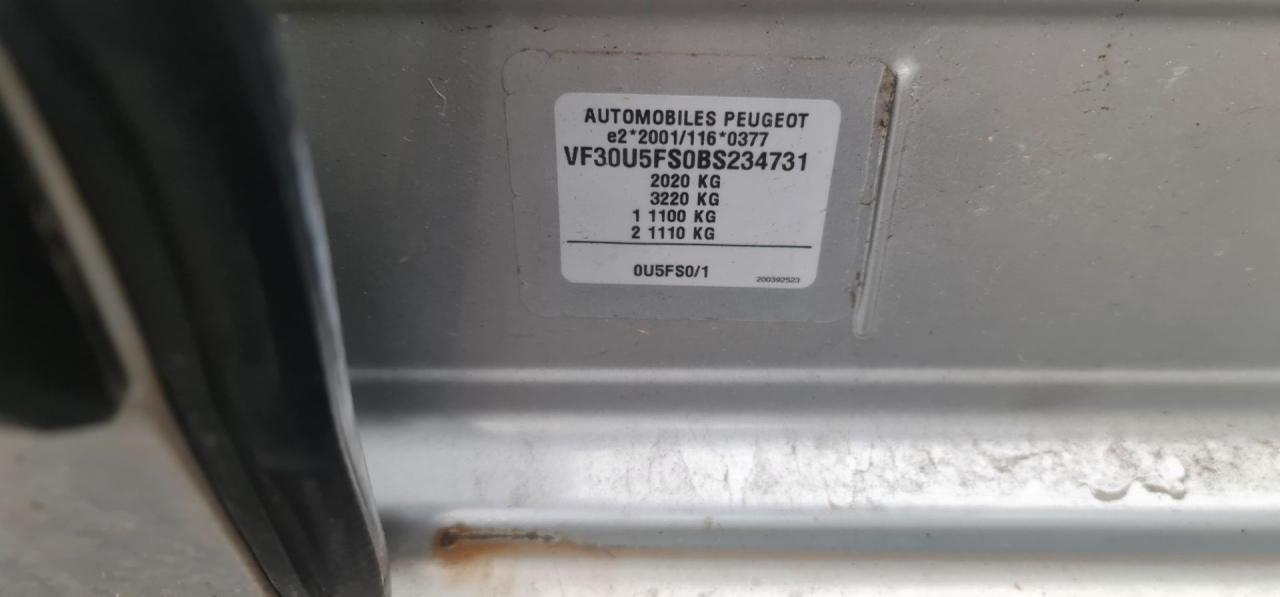 AUTOMOBILES PEUGEOT
e2*2001/116*0377
VF30U5FS0BS234731
2020 KG
3220 KG
1 1100 KG
2 1110 KG
0U5FS0/1
200392523